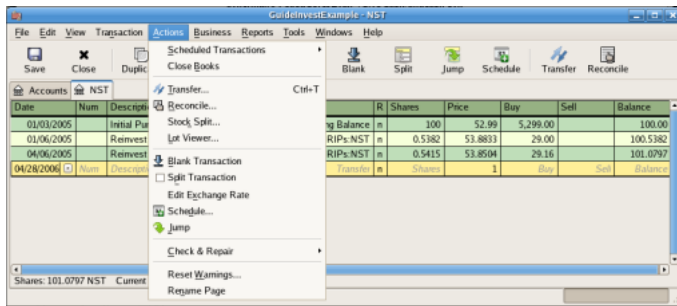 GuideInvestExample - NST
File Edit View Transaction Actions Business Reports Tools Windows Help
Save Close Duplic Blank Split Jump Schedule Transfer Reconcile
Accounts NST
Scheduled Transactions
Close Books
Transfer... Ctrl+T
Reconcile...
Stock Split...
Lot Viewer...
Blank Transaction
Split Transaction
Edit Exchange Rate
Schedule...
Jump
Check & Repair
Reset Warnings...
Rename Page
Date Num Descripti R Shares Price Buy Sell Balance
01/03/2005 Initial Pur ng Balance n 100 52.99 5,299.00 100.00
01/06/2005 Reinvest RIPs:NST n 0.5382 53.8833 29.00 100.5382
04/06/2005 Reinvest RIPs:NST n 0.5415 53.8504 29.16 101.0797
04/28/2006 Num Descripti Transfer n Shares 1 Buy Sell Balance
Shares: 101.0797 NST Current